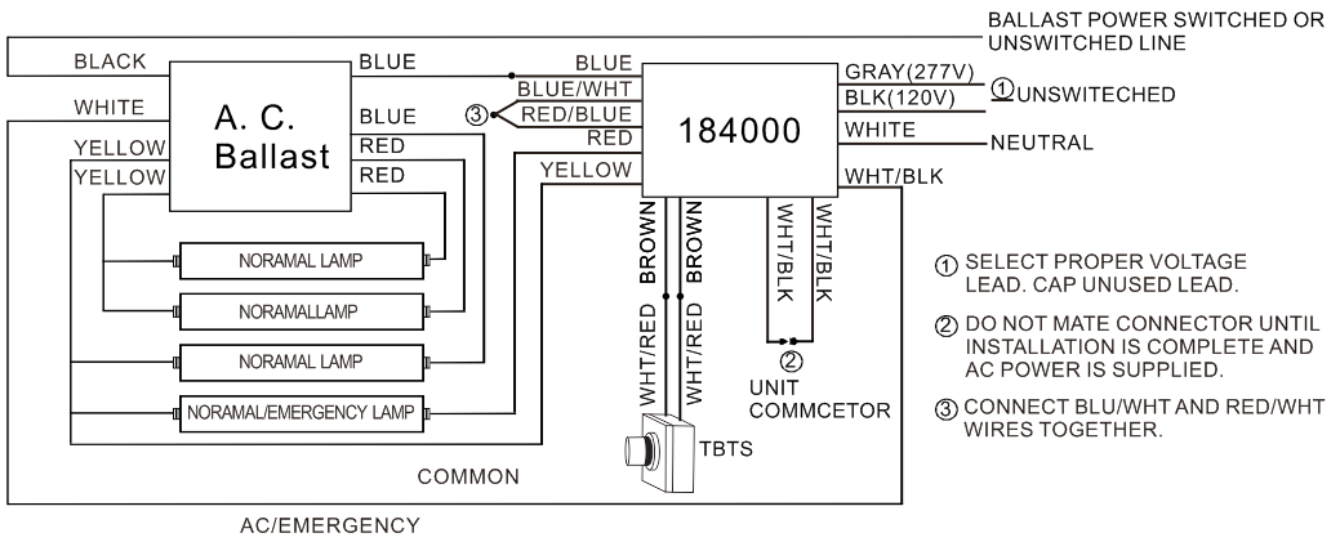 BALLAST POWER SWITCHED OR
UNSWITCHED LINE
BLACK
BLUE
BLUE
GRAY(277V)
BLUE/WHT
① UNSWITECHED
WHITE
A. C.
Ballast
BLUE
③
RED/BLUE
184000
BLK(120V)
RED
WHITE
NEUTRAL
YELLOW
RED
YELLOW
RED
YELLOW
WHT/BLK
BROWN
BROWN
WHT/BLK
WHT/BLK
NORAMAL LAMP
NORAMALLAMP
NORAMAL LAMP
NORAMAL/EMERGENCY LAMP
WHT/RED
WHT/RED
②
UNIT
COMMCETOR
TBTS
① SELECT PROPER VOLTAGE
LEAD. CAP UNUSED LEAD.
② DO NOT MATE CONNECTOR UNTIL
INSTALLATION IS COMPLETE AND
AC POWER IS SUPPLIED.
③ CONNECT BLU/WHT AND RED/WHT
WIRES TOGETHER.
COMMON
AC/EMERGENCY